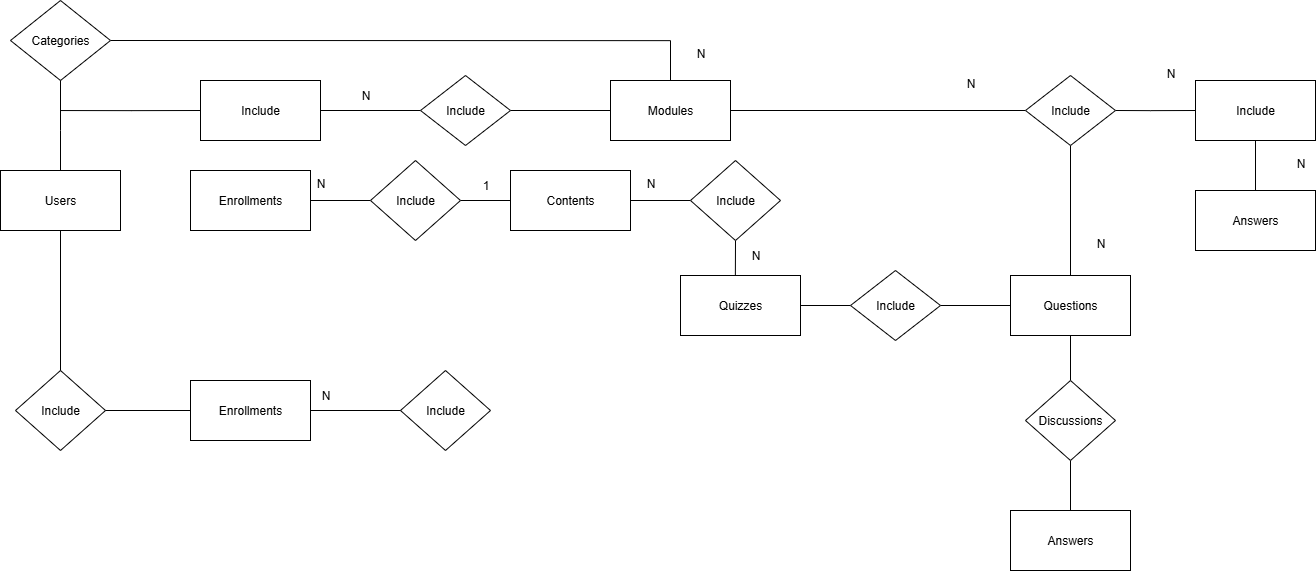 Categories
N
N
N
N
Include
Include
Modules
Include
Include
N
N
1
N
Users
Enrollments
Include
Contents
Include
Answers
N
N
Quizzes
Include
Questions
N
Include
Enrollments
Include
Discussions
Answers